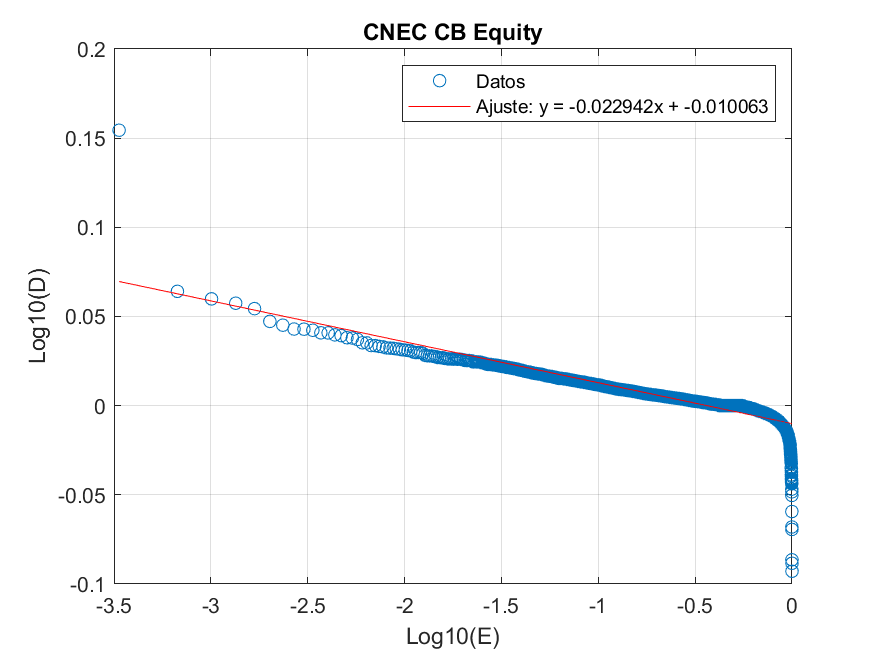 CNEC CB Equity
Datos
Ajuste: y = -0.022942x + -0.010063
0.2
0.15
0.1
0.05
0
-0.05
-0.1
Log10(D)
-3.5 -3 -2.5 -2 -1.5 -1 -0.5 0
Log10(E)